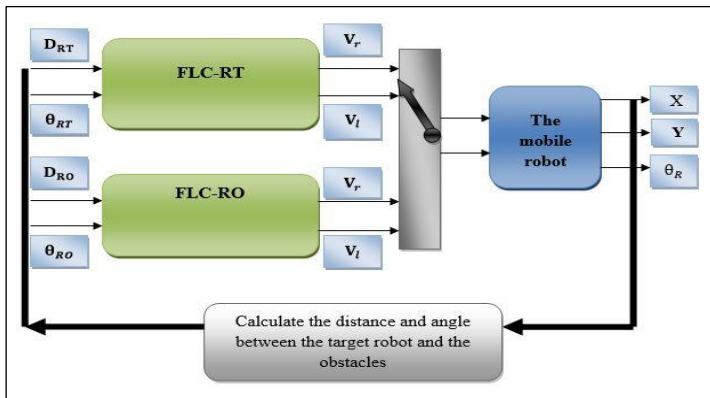 D_RT
V_r
FLC-RT
θ_RT
V_l
The
mobile
robot
X
Y
θ_R
D_RO
FLC-RO
V_r
θ_RO
V_l
Calculate the distance and angle
between the target robot and the
obstacles